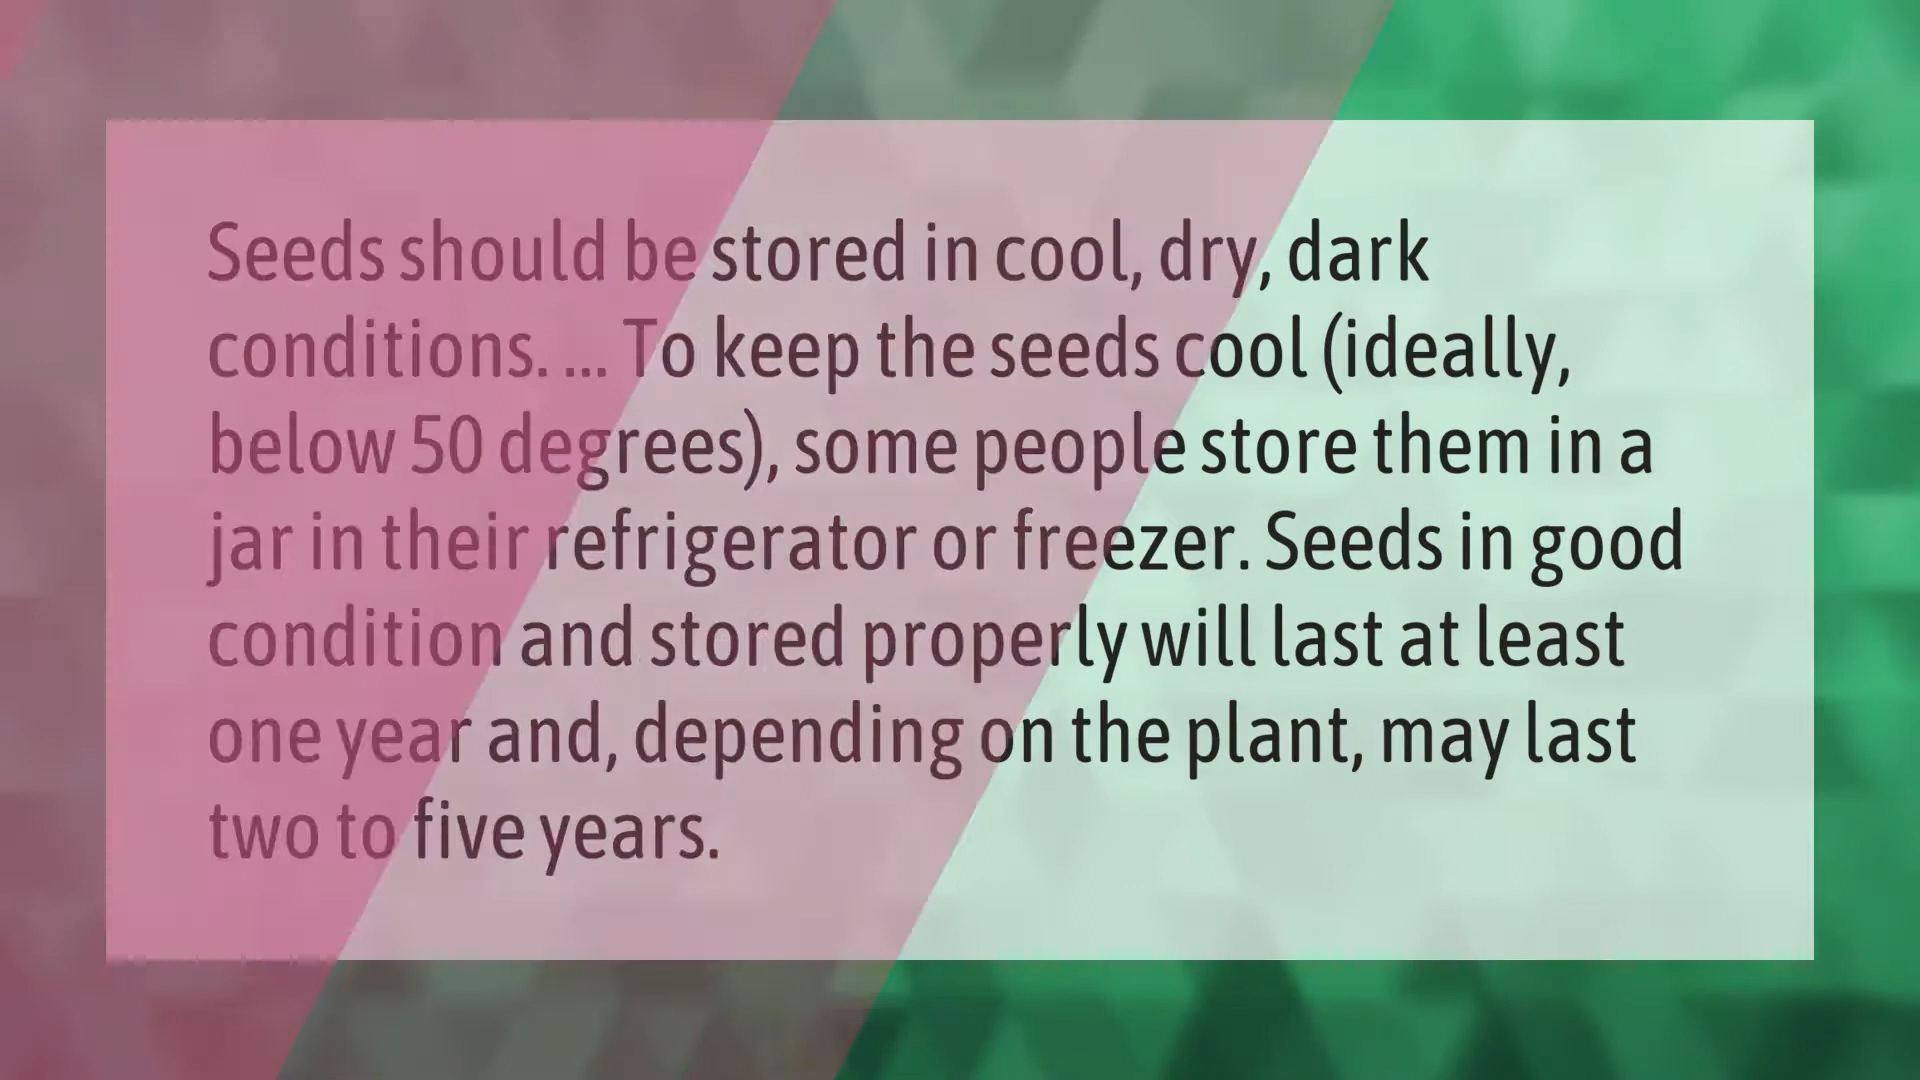 Seeds should be stored in cool, dry, dark
conditions. ... To keep the seeds cool (ideally,
below 50 degrees), some people store them in a
jar in their refrigerator or freezer. Seeds in good
condition and stored properly will last at least
one year and, depending on the plant, may last
two to five years.